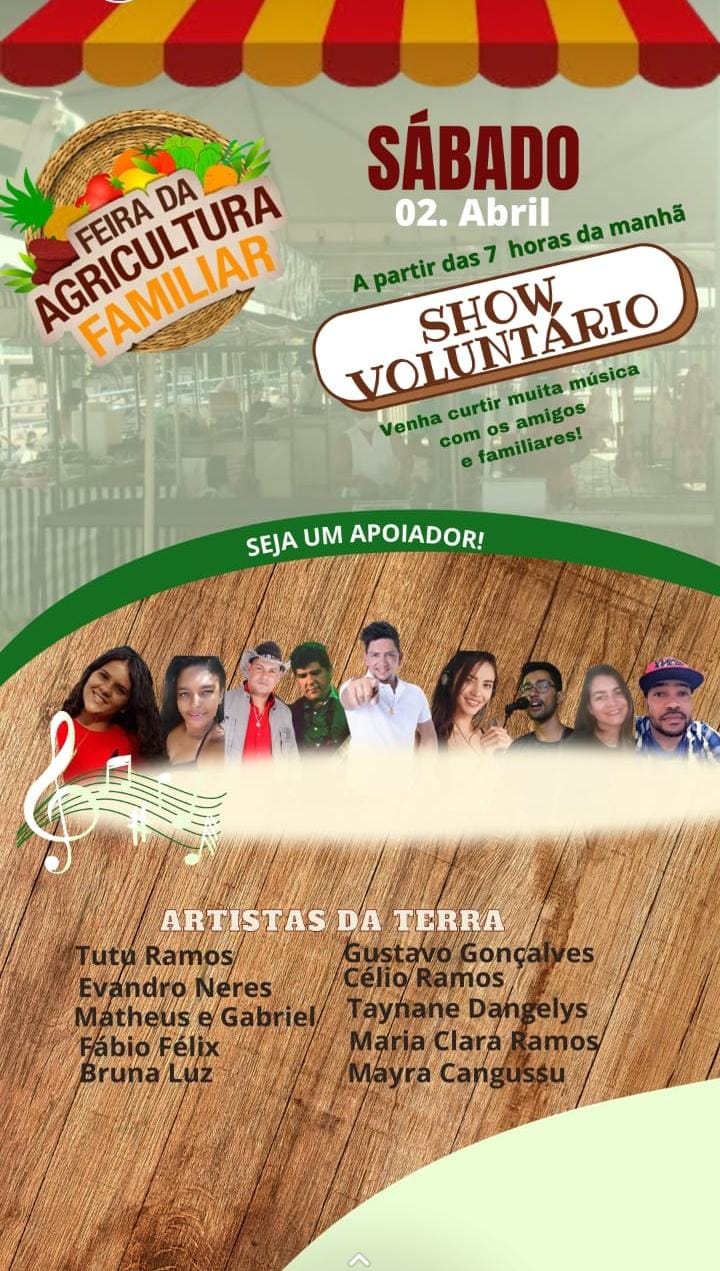 FEIRA DA
AGRICULTURA
FAMILIAR
SÁBADO
02. Abril
A partir das 7 horas da manhã
SHOW
VOLUNTÁRIO
Venha curtir muita música
com os amigos
e familiares!
SEJA UM APOIADOR!
ARTISTAS DA TERRA
Tutu Ramos
Evandro Neres
Matheus e Gabriel
Fábio Félix
Bruna Luz
Gustavo Gonçalves
Célio Ramos
Taynane Dangelys
Maria Clara Ramos
Mayra Cangussu